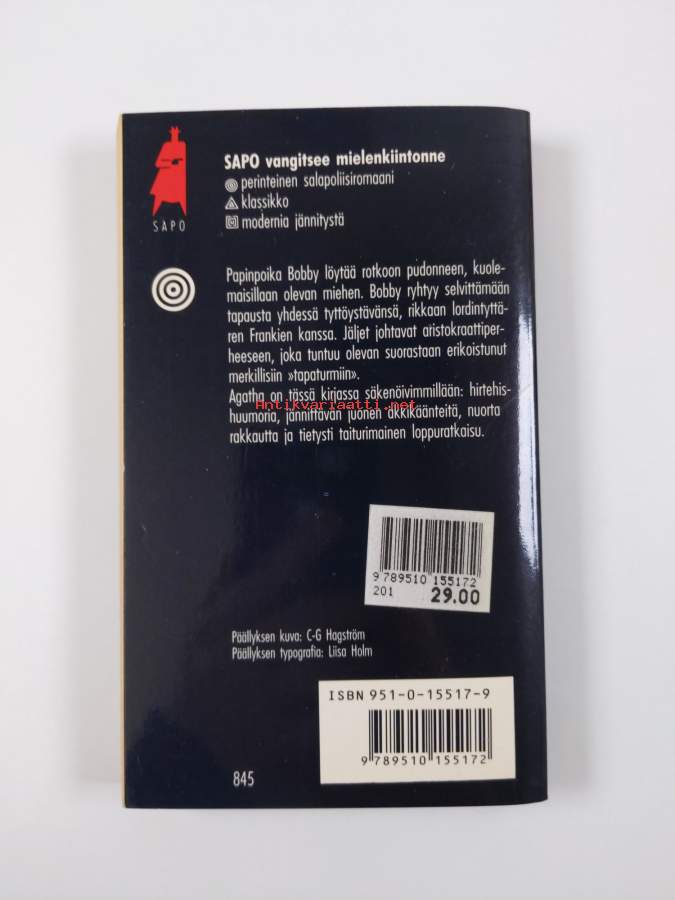 SAPO vangitsee mielenkiintonne
perinteinen salapoliisiromaani
klassikko
modernia jännitystä
SAPO
Papinpoika Bobby löytää rotkoon pudonneen, kuole-
maisillaan olevan miehen. Bobby ryhtyy selvittämään
tapausta yhdessä tyttöystävänsä, rikkaan lordintyttä-
ren Frankien kanssa. Jäljet johtavat aristokraattiper-
heeseen, joka tuntuu olevan suorastaan erikoistunut
merkillisiin »tapaturmiin».
Agatha on tässä kirjassa säkenöivimmillään: hirtehis-
Antikvariaatti.net
huumoria, jännittävän juonen äkkikäänteitä, nuorta
rakkautta ja tietysti taiturimainen loppuratkaisu.
9 789510 155172
201 29.00
Päällyksen kuva: C-G Hagström
Päällyksen typografia: Liisa Holm
ISBN 951-0-15517-9
9 789510 155172
845